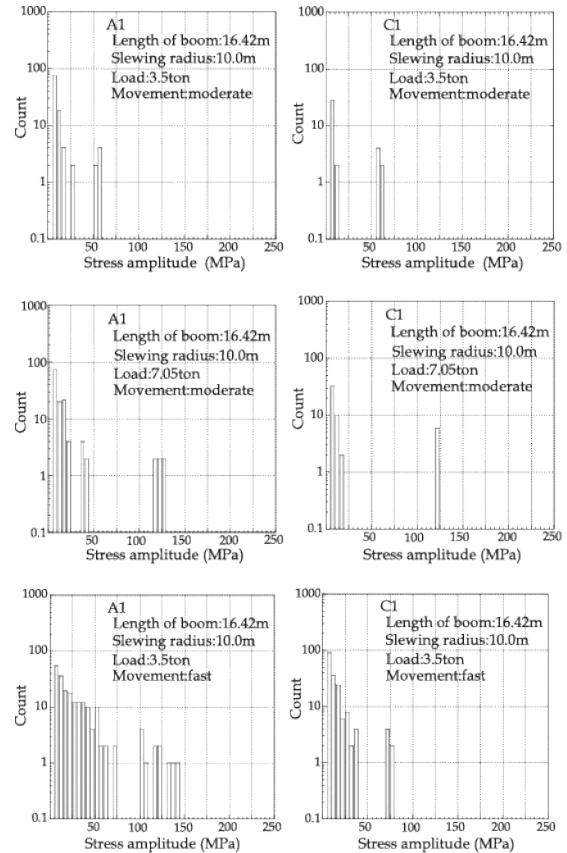 A1
Length of boom:16.42m
Slewing radius:10.0m
Load:3.5ton
Movement:moderate
1000
100
10
1
0.1
Count
50 100 150 200 250
Stress amplitude (MPa)
C1
Length of boom:16.42m
Slewing radius:10.0m
Load:3.5ton
Movement:moderate
1000
100
10
1
0.1
Count
50 100 150 200 250
Stress amplitude (MPa)
A1
Length of boom:16.42m
Slewing radius:10.0m
Load:7.05ton
Movement:moderate
1000
100
10
1
0.1
Count
50 100 150 200 250
Stress amplitude (MPa)
C1
Length of boom:16.42m
Slewing radius:10.0m
Load:7.05ton
Movement:moderate
1000
100
10
1
0.1
Count
50 100 150 200 250
Stress amplitude (MPa)
A1
Length of boom:16.42m
Slewing radius:10.0m
Load:3.5ton
Movement:fast
1000
100
10
1
0.1
Count
50 100 150 200 250
Stress amplitude (MPa)
C1
Length of boom:16.42m
Slewing radius:10.0m
Load:3.5ton
Movement:fast
1000
100
10
1
0.1
Count
50 100 150 200 250
Stress amplitude (MPa)